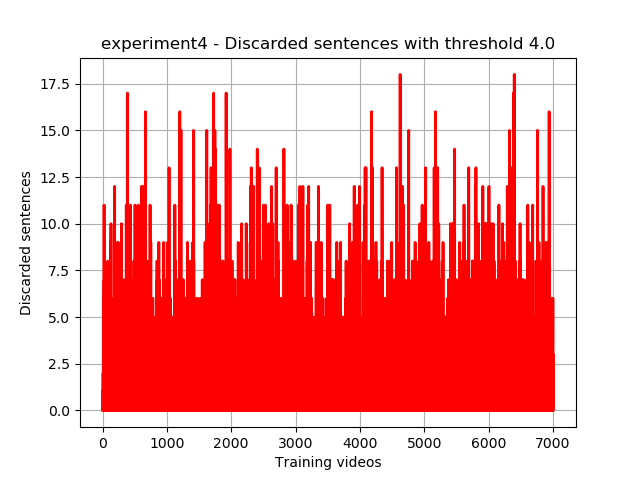 experiment4 - Discarded sentences with threshold 4.0
17.5
15.0
12.5
10.0
7.5
5.0
2.5
0.0
Discarded sentences
0 1000 2000 3000 4000 5000 6000 7000
Training videos